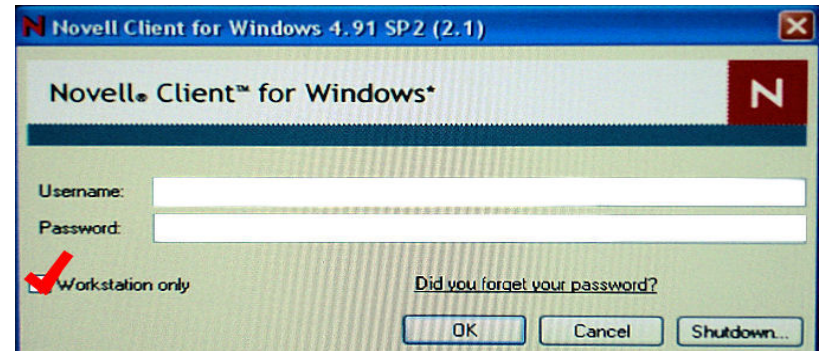 N Novell Client for Windows 4.91 SP2 (2.1)
Novell® Client™ for Windows* N
Username:
Password:
Workstation only Did you forget your password?
OK Cancel Shutdown...